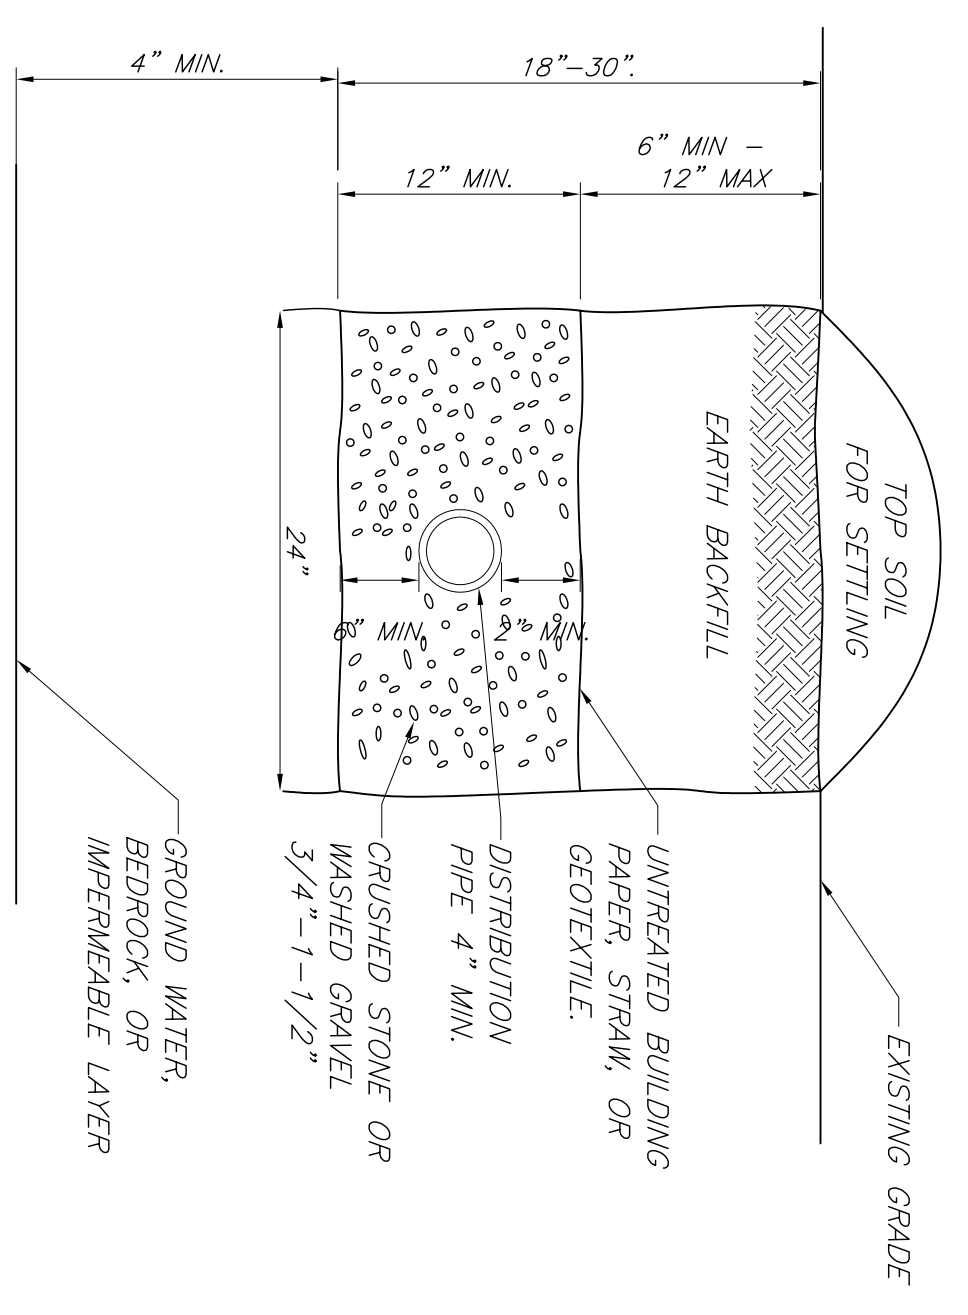 4" MIN.
18"-30".
6" MIN -
12" MAX
12" MIN.
TOP SOIL
FOR SETTLING
EARTH BACKFILL
6" MIN.
2" MIN.
24"
EXISTING GRADE
UNTREATED BUILDING
PAPER, STRAW, OR
GEOTEXTILE.
DISTRIBUTION
PIPE 4" MIN.
CRUSHED STONE OR
WASHED GRAVEL
3/4"-1-1/2"
GROUND WATER,
BEDROCK, OR
IMPERMEABLE LAYER